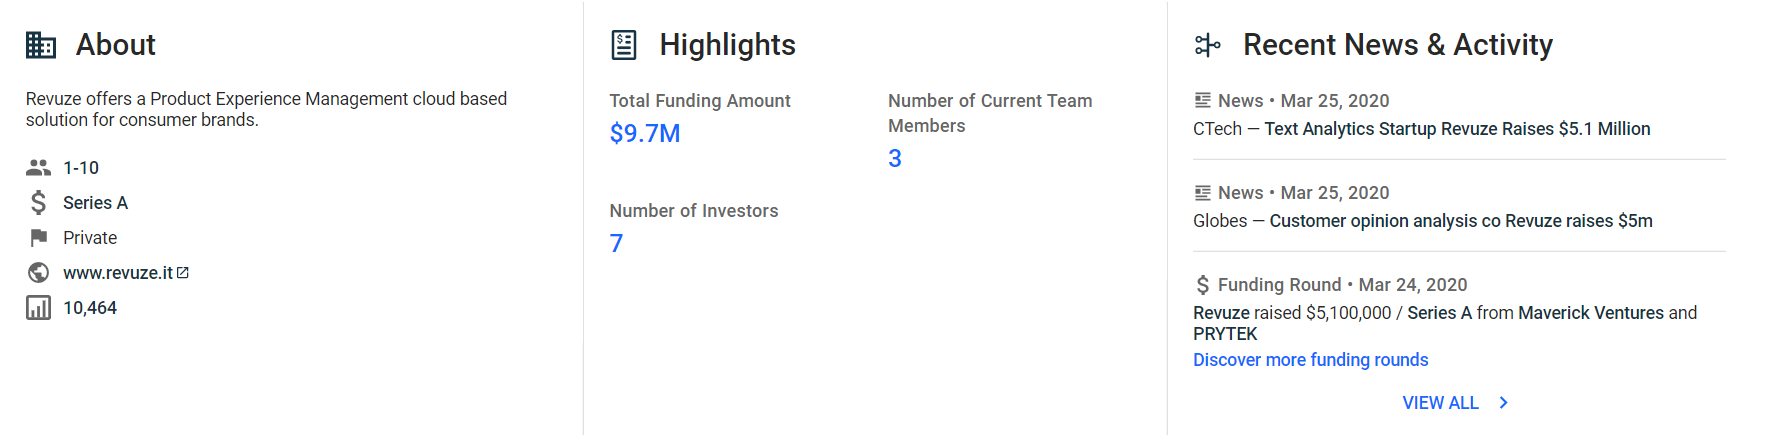 About
Revuze offers a Product Experience Management cloud based
solution for consumer brands.
1-10
Series A
Private
www.revuze.it
10,464
Highlights
Total Funding Amount
$9.7M
Number of Current Team
Members
3
Number of Investors
7
Recent News & Activity
News • Mar 25, 2020
CTech — Text Analytics Startup Revuze Raises $5.1 Million
News • Mar 25, 2020
Globes — Customer opinion analysis co Revuze raises $5m
Funding Round • Mar 24, 2020
Revuze raised $5,100,000 / Series A from Maverick Ventures and
PRYTEK
Discover more funding rounds
VIEW ALL